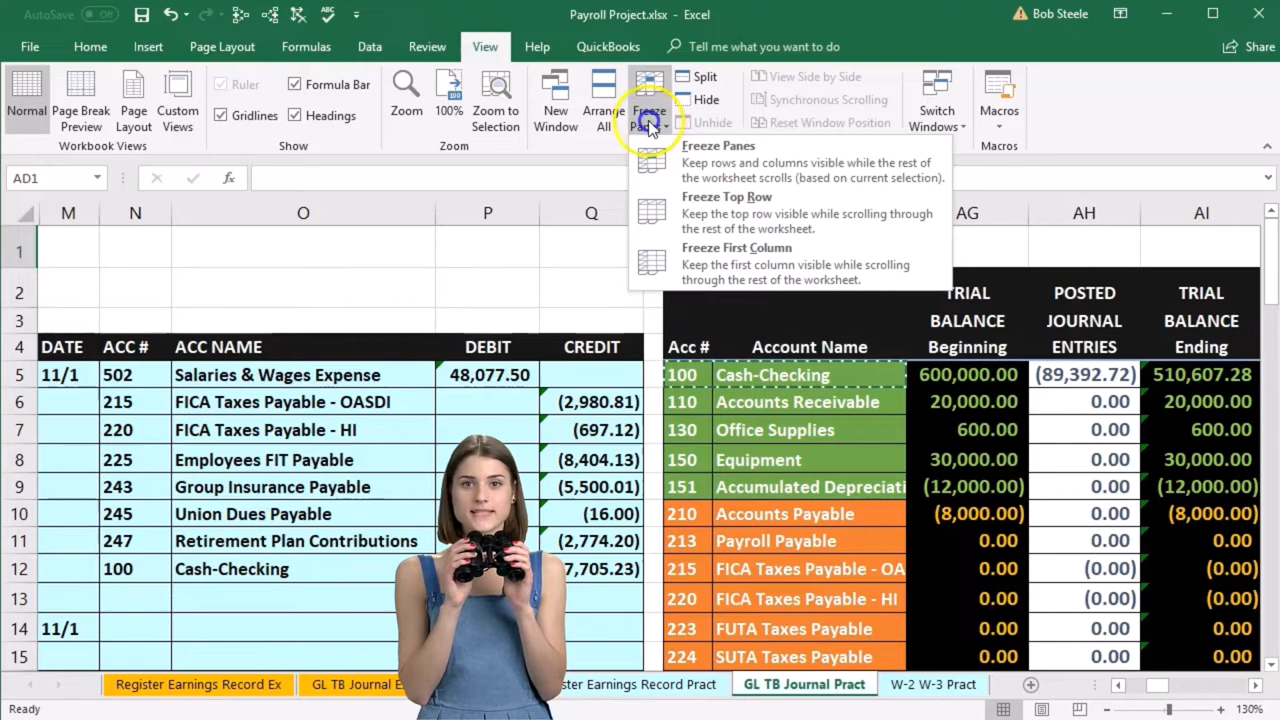 AutoSave Off
Payroll Project.xlsx - Excel
Bob Steele
File Home Insert Page Layout Formulas Data Review View Help QuickBooks Tell me what you want to do Share
Normal
Page Break
Preview
Page
Layout
Custom
Views
Workbook Views
Ruler
Formula Bar
Gridlines
Headings
Show
Zoom
100%
Zoom to
Selection
Zoom
New
Window
Arrange
All
Freeze
Split
Hide
Unhide
View Side by Side
Synchronous Scrolling
Reset Window Position
Switch
Windows
Macros
Macros
Freeze Panes
Keep rows and columns visible while the rest of
the worksheet scrolls (based on current selection).
Freeze Top Row
Keep the top row visible while scrolling through
the rest of the worksheet.
Freeze First Column
Keep the first column visible while scrolling
through the rest of the worksheet.
AD1 fx
M N O P Q AG AH AI
1
2 TRIAL POSTED TRIAL
3 BALANCE JOURNAL BALANCE
4 DATE ACC # ACC NAME DEBIT CREDIT Acc # Account Name Beginning ENTRIES Ending
5 11/1 502 Salaries & Wages Expense 48,077.50 100 Cash-Checking 600,000.00 (89,392.72) 510,607.28
6 215 FICA Taxes Payable - OASDI (2,980.81) 110 Accounts Receivable 20,000.00 0.00 20,000.00
7 220 FICA Taxes Payable - HI (697.12) 130 Office Supplies 600.00 0.00 600.00
8 225 Employees FIT Payable (8,404.13) 150 Equipment 30,000.00 0.00 30,000.00
9 243 Group Insurance Payable (5,500.01) 151 Accumulated Depreciati (12,000.00) 0.00 (12,000.00)
10 245 Union Dues Payable (16.00) 210 Accounts Payable (8,000.00) 0.00 (8,000.00)
11 247 Retirement Plan Contributions (2,774.20) 213 Payroll Payable 0.00 0.00 0.00
12 100 Cash-Checking 7,705.23) 215 FICA Taxes Payable - OA 0.00 (0.00) (0.00)
13 220 FICA Taxes Payable - HI 0.00 (0.00) (0.00)
14 11/1 223 FUTA Taxes Payable 0.00 0.00 0.00
15 224 SUTA Taxes Payable 0.00 0.00 0.00
Register Earnings Record Ex GL TB Journal E ster Earnings Record Pract GL TB Journal Pract W-2 W-3 Pract
Ready 130%